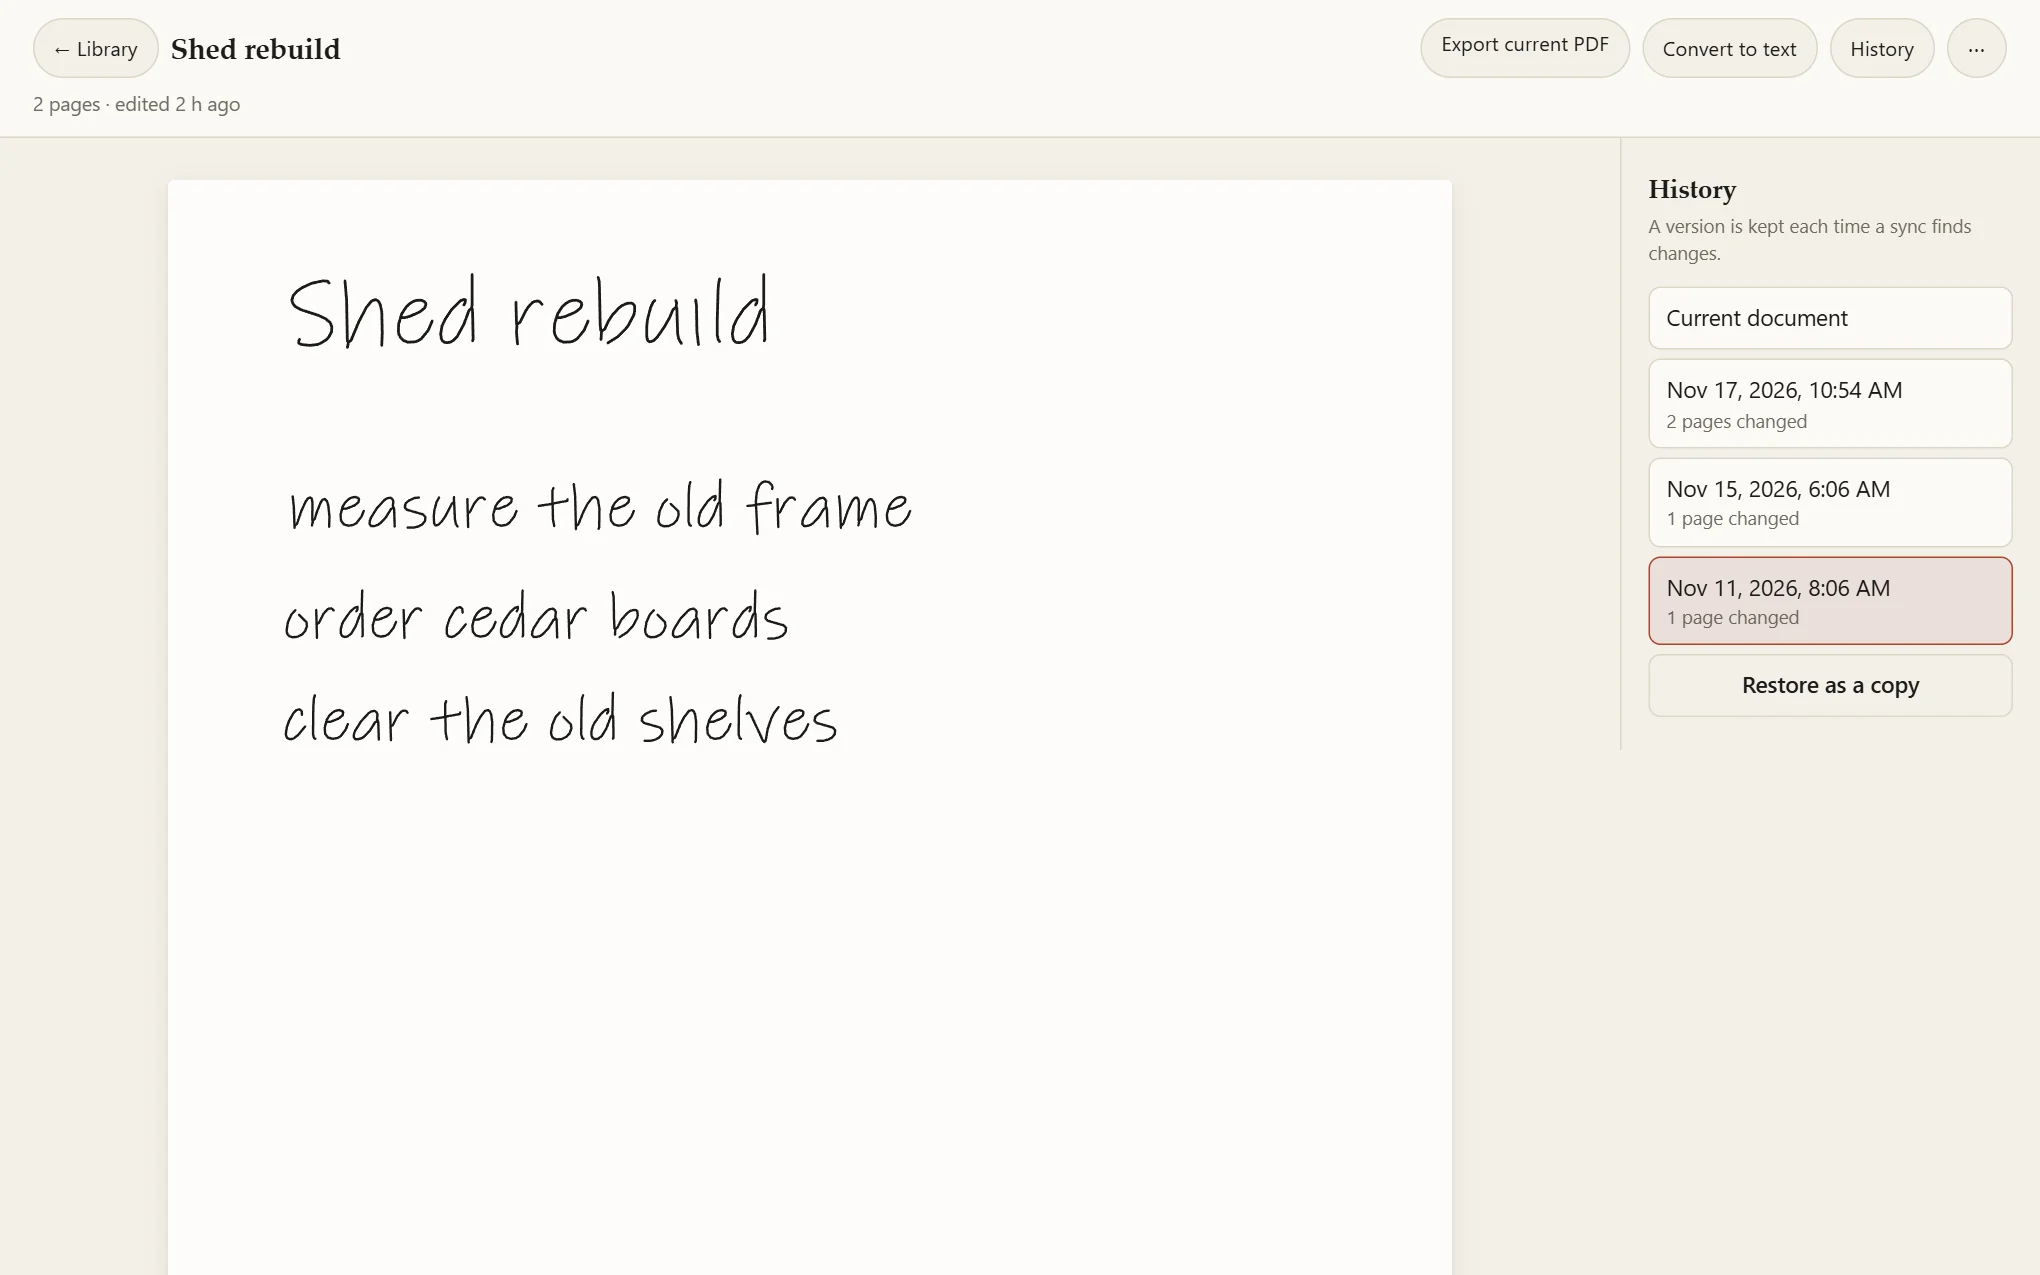 ← Library
Shed rebuild
Export current PDF
Convert to text
History
...
2 pages · edited 2 h ago
Shed rebuild
measure the old frame
order cedar boards
clear the old shelves
History
A version is kept each time a sync finds
changes.
Current document
Nov 17, 2026, 10:54 AM
2 pages changed
Nov 15, 2026, 6:06 AM
1 page changed
Nov 11, 2026, 8:06 AM
1 page changed
Restore as a copy